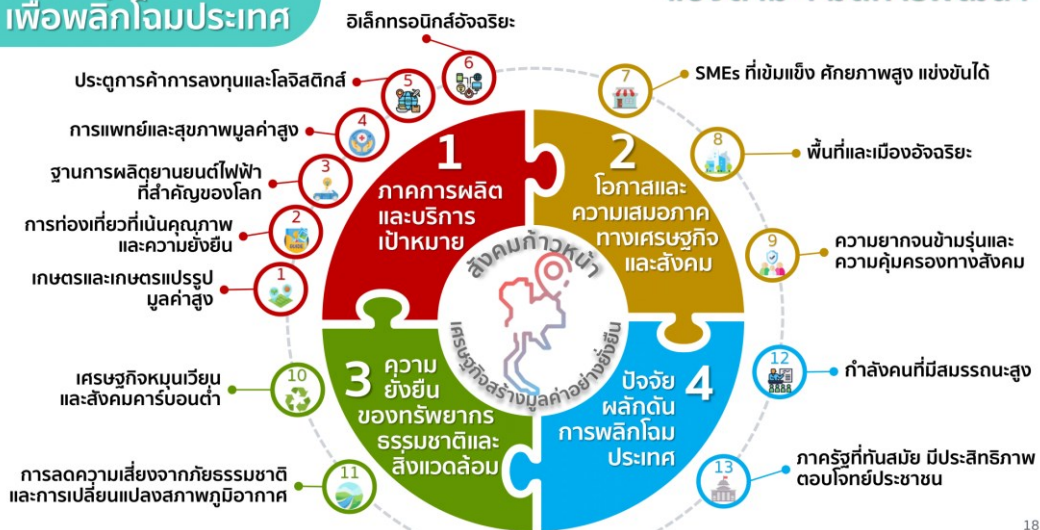 เพื่อพลิกโฉมประเทศ
อิเล็กทรอนิกส์อัจฉริยะ
6
ประตูการค้าการลงทุนและโลจิสติกส์
5
การแพทย์และสุขภาพมูลค่าสูง
4
ฐานการผลิตยานยนต์ไฟฟ้า
ที่สำคัญของโลก
3
การท่องเที่ยวที่เน้นคุณภาพ
และความยั่งยืน
2
เกษตรและเกษตรแปรรูป
มูลค่าสูง
1
1
ภาคการผลิต
และบริการ
เป้าหมาย
2
โอกาสและ
ความเสมอภาค
ทางเศรษฐกิจ
และสังคม
7
SMEs ที่เข้มแข็ง ศักยภาพสูง แข่งขันได้
8
พื้นที่และเมืองอัจฉริยะ
9
ความยากจนข้ามรุ่นและ
ความคุ้มครองทางสังคม
สังคมก้าวหน้า
เศรษฐกิจสร้างมูลค่าอย่างยั่งยืน
10
เศรษฐกิจหมุนเวียน
และสังคมคาร์บอนต่ำ
11
การลดความเสี่ยงจากภัยธรรมชาติ
และการเปลี่ยนแปลงสภาพภูมิอากาศ
3
ความ
ยั่งยืน
ของทรัพยากร
ธรรมชาติและ
สิ่งแวดล้อม
4
ปัจจัย
ผลักดัน
การพลิกโฉม
ประเทศ
12
กำลังคนที่มีสมรรถนะสูง
13
ภาครัฐที่ทันสมัย มีประสิทธิภาพ
ตอบโจทย์ประชาชน
18